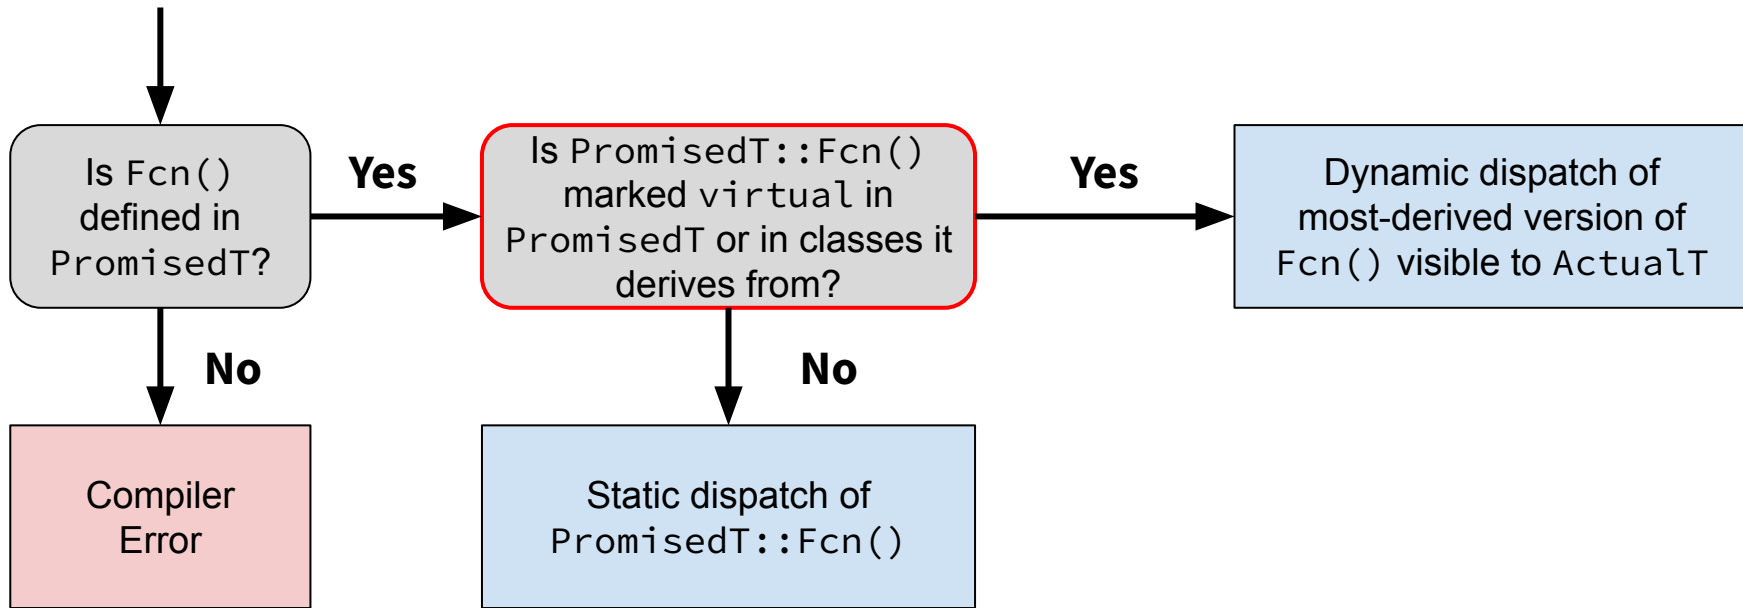 Is Fcn()
defined in
PromisedT?
Yes
Is PromisedT::Fcn()
marked virtual in
PromisedT or in classes it
derives from?
Yes
Dynamic dispatch of
most-derived version of
Fcn() visible to ActualT
No
No
Compiler
Error
Static dispatch of
PromisedT::Fcn()